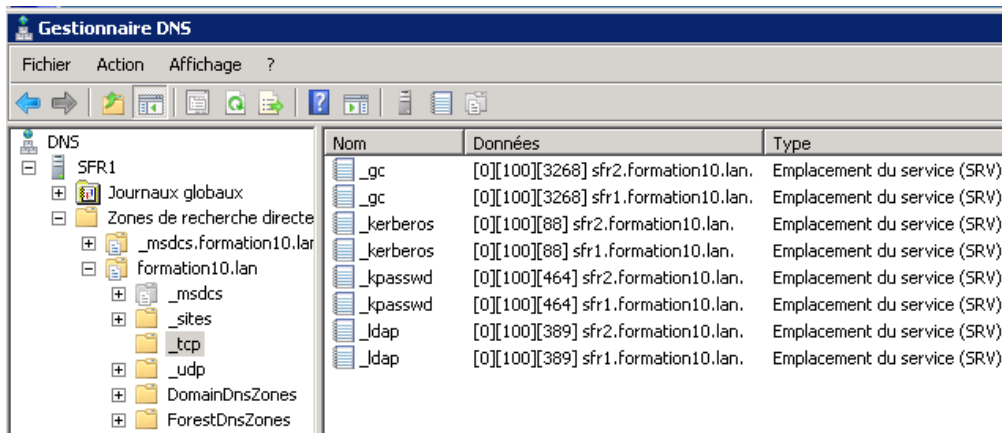 Gestionnaire DNS
Fichier Action Affichage ?
DNS
SFR1
Journaux globaux
Zones de recherche directe
_msdcs.formation10.lar
formation10.lan
_msdcs
_sites
_tcp
_udp
DomainDnsZones
ForestDnsZones
Nom Données Type
_gc [0][100][3268] sfr2.formation10.lan. Emplacement du service (SRV)
_gc [0][100][3268] sfr1.formation10.lan. Emplacement du service (SRV)
_kerberos [0][100][88] sfr2.formation10.lan. Emplacement du service (SRV)
_kerberos [0][100][88] sfr1.formation10.lan. Emplacement du service (SRV)
_kpasswd [0][100][464] sfr2.formation10.lan. Emplacement du service (SRV)
_kpasswd [0][100][464] sfr1.formation10.lan. Emplacement du service (SRV)
_ldap [0][100][389] sfr2.formation10.lan. Emplacement du service (SRV)
_ldap [0][100][389] sfr1.formation10.lan. Emplacement du service (SRV)